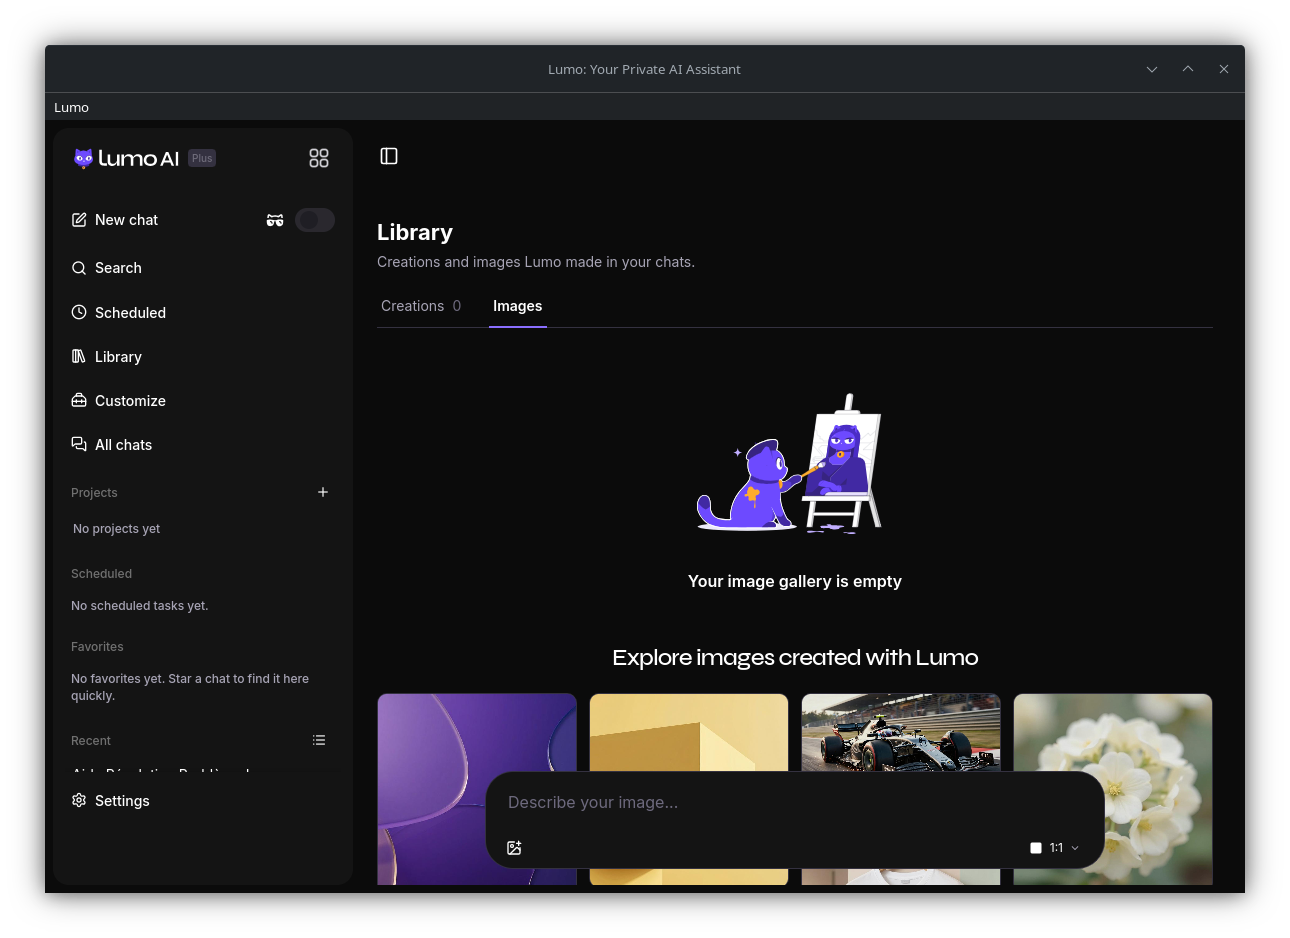 Lumo: Your Private AI Assistant
Lumo
Lumo AI Plus
New chat
Search
Scheduled
Library
Customize
All chats
Projects
No projects yet
Scheduled
No scheduled tasks yet.
Favorites
No favorites yet. Star a chat to find it here
quickly.
Recent
Settings
Library
Creations and images Lumo made in your chats.
Creations 0
Images
Your image gallery is empty
Explore images created with Lumo
Describe your image...
1:1